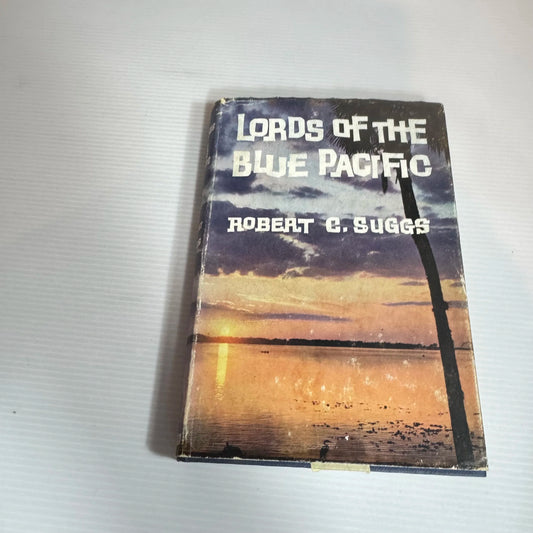 LORDS OF THE
BLUE PACIFIC
ROBERT C. SUGGS